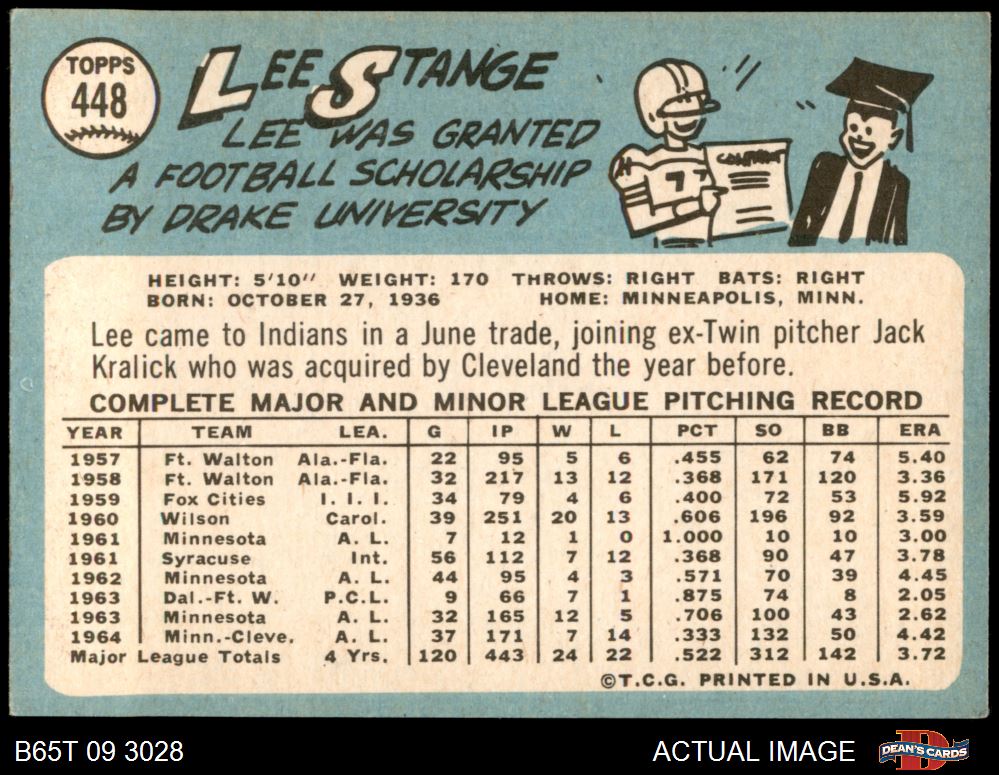 TOPPS
448
LEE STANGE
LEE WAS GRANTED
A FOOTBALL SCHOLARSHIP
BY DRAKE UNIVERSITY
CONTRACT
77
HEIGHT: 5'10" WEIGHT: 170 THROWS: RIGHT BATS: RIGHT
BORN: OCTOBER 27, 1936 HOME: MINNEAPOLIS, MINN.
Lee came to Indians in a June trade, joining ex-Twin pitcher Jack
Kralick who was acquired by Cleveland the year before.
COMPLETE MAJOR AND MINOR LEAGUE PITCHING RECORD
YEAR TEAM LEA. G IP W L PCT SO BB ERA
1957 Ft. Walton Ala.-Fla. 22 95 5 6 .455 62 74 5.40
1958 Ft. Walton Ala.-Fla. 32 217 13 12 .368 171 120 3.36
1959 Fox Cities I. I. I. 34 79 4 6 .400 72 53 5.92
1960 Wilson Carol. 39 251 20 13 .606 196 92 3.59
1961 Minnesota A. L. 7 12 1 0 1.000 10 10 3.00
1961 Syracuse Int. 56 112 7 12 .368 90 47 3.78
1962 Minnesota A. L. 44 95 4 3 .571 70 39 4.45
1963 Dal.-Ft. W. P.C.L. 9 66 7 1 .875 74 8 2.05
1963 Minnesota A. L. 32 165 12 5 .706 100 43 2.62
1964 Minn.-Cleve. A. L. 37 171 7 14 .333 132 50 4.42
Major League Totals 4 Yrs. 120 443 24 22 .522 312 142 3.72
©T.C.G. PRINTED IN U.S.A.
B65T 09 3028 ACTUAL IMAGE DEAN'S CARDS